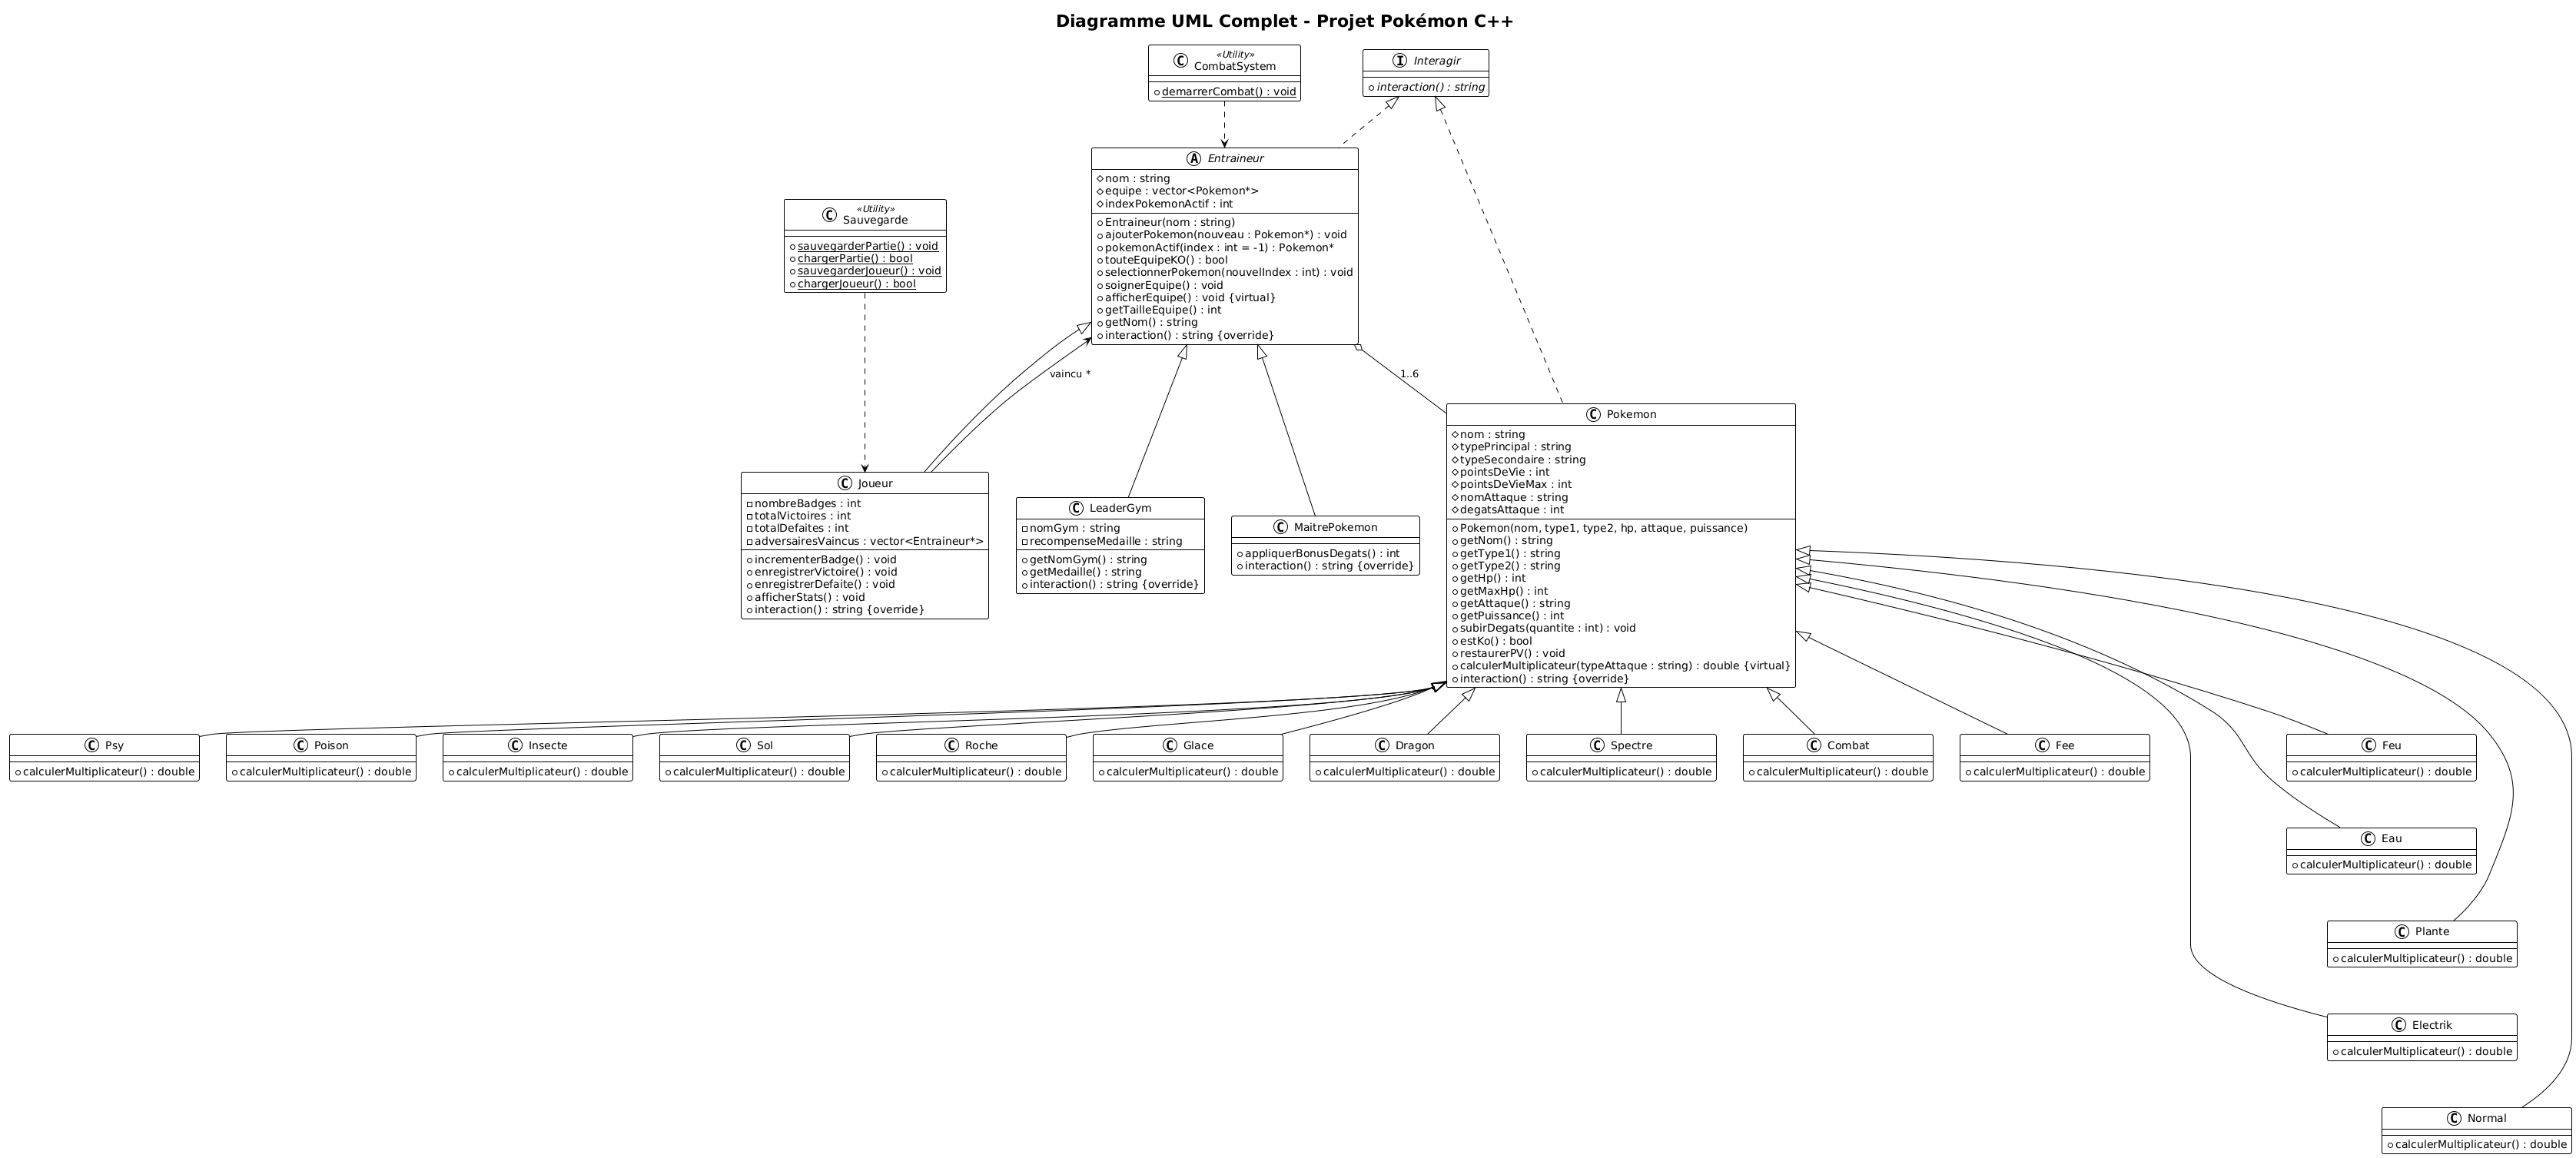 Diagramme UML Complet - Projet Pokémon C++
«Utility»
CombatSystem
demarrerCombat() : void
Interagir
interaction() : string
Entraineur
nom : string
equipe : vector<Pokemon*>
indexPokemonActif : int
Entraineur(nom : string)
ajouterPokemon(nouveau : Pokemon*) : void
pokemonActif(index : int = -1) : Pokemon*
touteEquipeKO() : bool
selectionnerPokemon(nouvelIndex : int) : void
soignerEquipe() : void
afficherEquipe() : void {virtual}
getTailleEquipe() : int
getNom() : string
interaction() : string {override}
«Utility»
Sauvegarde
sauvegarderPartie() : void
chargerPartie() : bool
sauvegarderJoueur() : void
chargerJoueur() : bool
vaincu *
1..6
Joueur
nombreBadges : int
totalVictoires : int
totalDefaites : int
adversairesVaincus : vector<Entraineur*>
incrementerBadge() : void
enregistrerVictoire() : void
enregistrerDefaite() : void
afficherStats() : void
interaction() : string {override}
LeaderGym
nomGym : string
recompenseMedaille : string
getNomGym() : string
getMedaille() : string
interaction() : string {override}
MaitrePokemon
appliquerBonusDegats() : int
interaction() : string {override}
Pokemon
nom : string
typePrincipal : string
typeSecondaire : string
pointsDeVie : int
pointsDeVieMax : int
nomAttaque : string
degatsAttaque : int
Pokemon(nom, type1, type2, hp, attaque, puissance)
getNom() : string
getType1() : string
getType2() : string
getHp() : int
getMaxHp() : int
getAttaque() : string
getPuissance() : int
subirDegats(quantite : int) : void
estKo() : bool
restaurerPV() : void
calculerMultiplicateur(typeAttaque : string) : double {virtual}
interaction() : string {override}
Psy
calculerMultiplicateur() : double
Poison
calculerMultiplicateur() : double
Insecte
calculerMultiplicateur() : double
Sol
calculerMultiplicateur() : double
Roche
calculerMultiplicateur() : double
Glace
calculerMultiplicateur() : double
Dragon
calculerMultiplicateur() : double
Spectre
calculerMultiplicateur() : double
Combat
calculerMultiplicateur() : double
Fee
calculerMultiplicateur() : double
Feu
calculerMultiplicateur() : double
Eau
calculerMultiplicateur() : double
Plante
calculerMultiplicateur() : double
Electrik
calculerMultiplicateur() : double
Normal
calculerMultiplicateur() : double